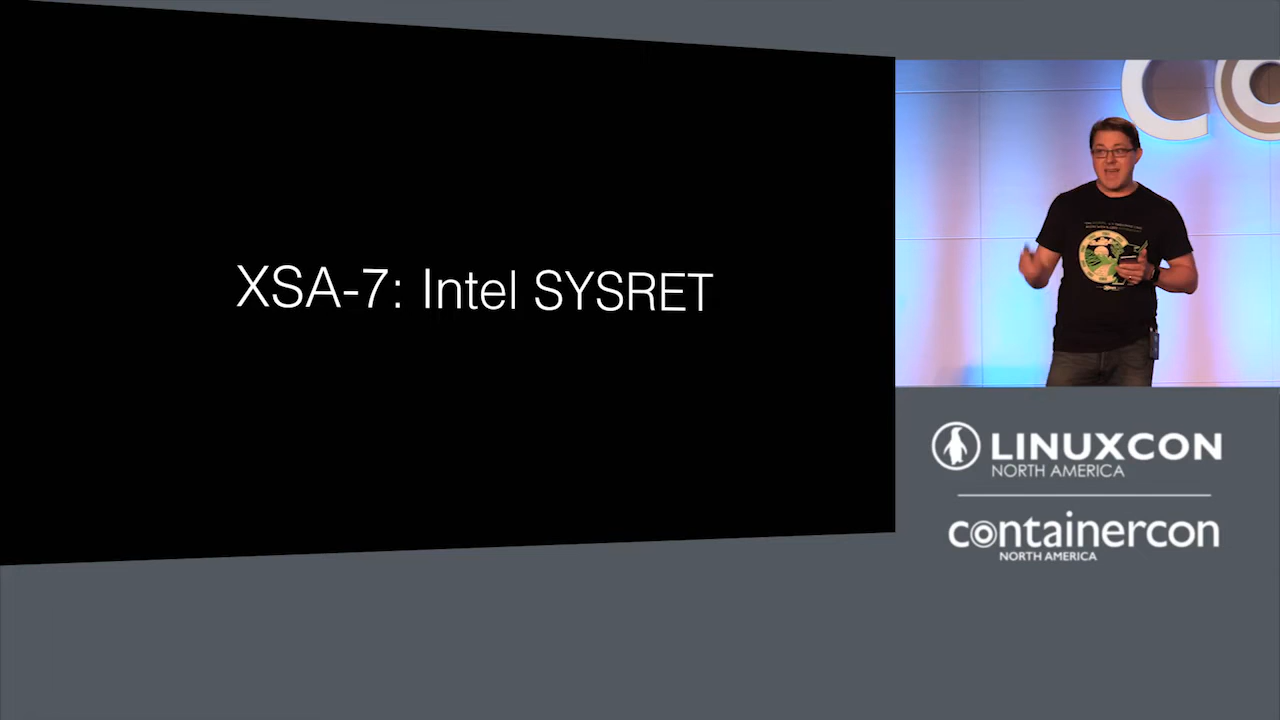 XSA-7: Intel SYSRET
LINUXCON
NORTH AMERICA
containercon
NORTH AMERICA